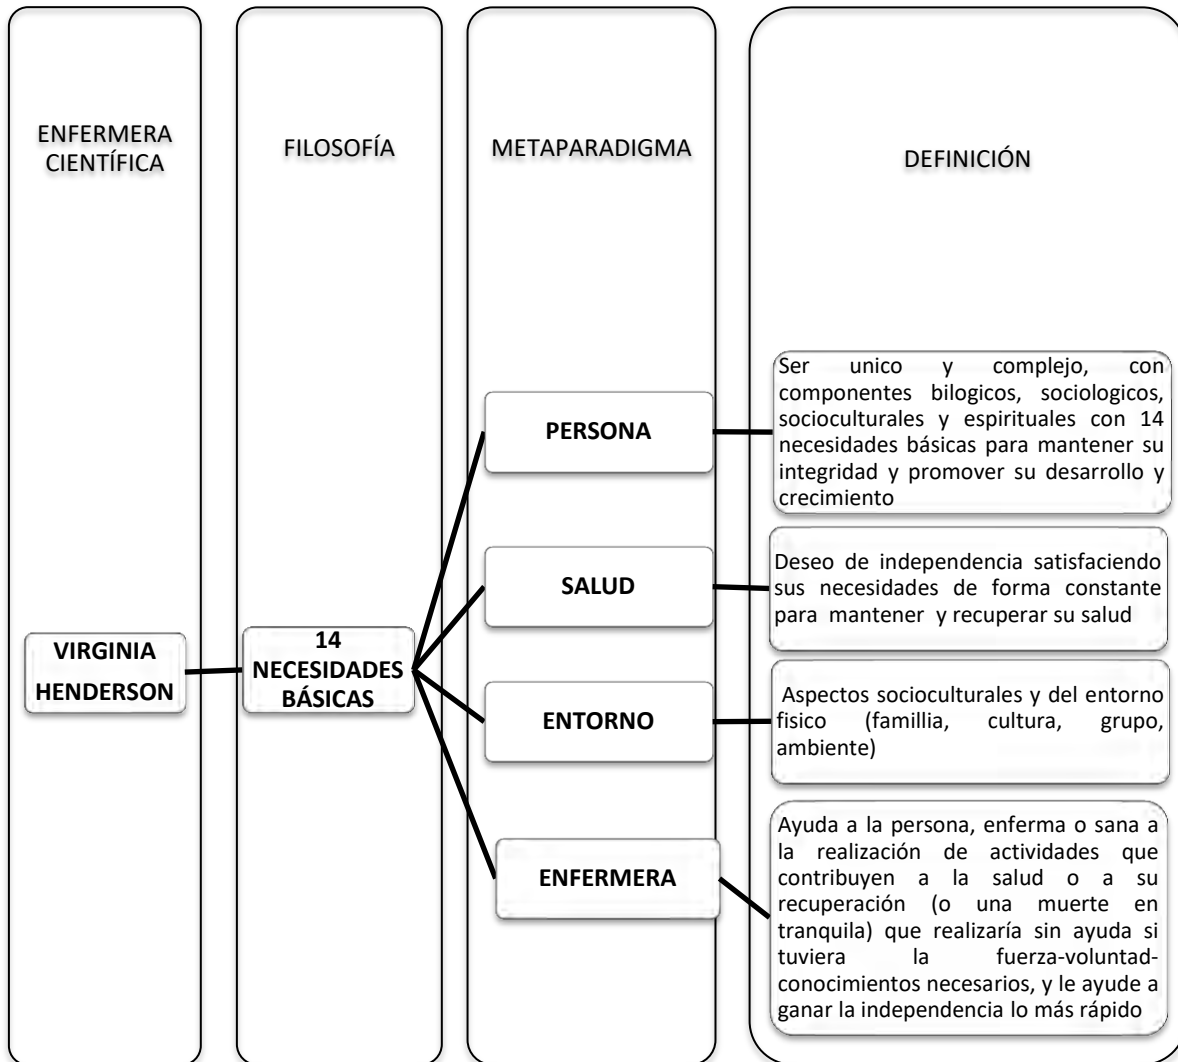 ENFERMERA
CIENTÍFICA
FILOSOFÍA
METAPARADIGMA
DEFINICIÓN
VIRGINIA
HENDERSON
14
NECESIDADES
BÁSICAS
PERSONA
Ser unico y complejo, con
componentes bilogicos, sociologicos,
socioculturales y espirituales con 14
necesidades básicas para mantener su
integridad y promover su desarrollo y
crecimiento
SALUD
Deseo de independencia satisfaciendo
sus necesidades de forma constante
para mantener y recuperar su salud
ENTORNO
Aspectos socioculturales y del entorno
fisico (famillia, cultura, grupo,
ambiente)
ENFERMERA
Ayuda a la persona, enferma o sana a
la realización de actividades que
contribuyen a la salud o a su
recuperación (o una muerte en
tranquila) que realizaría sin ayuda si
tuviera la fuerza-voluntad-
conocimientos necesarios, y le ayude a
ganar la independencia lo más rápido